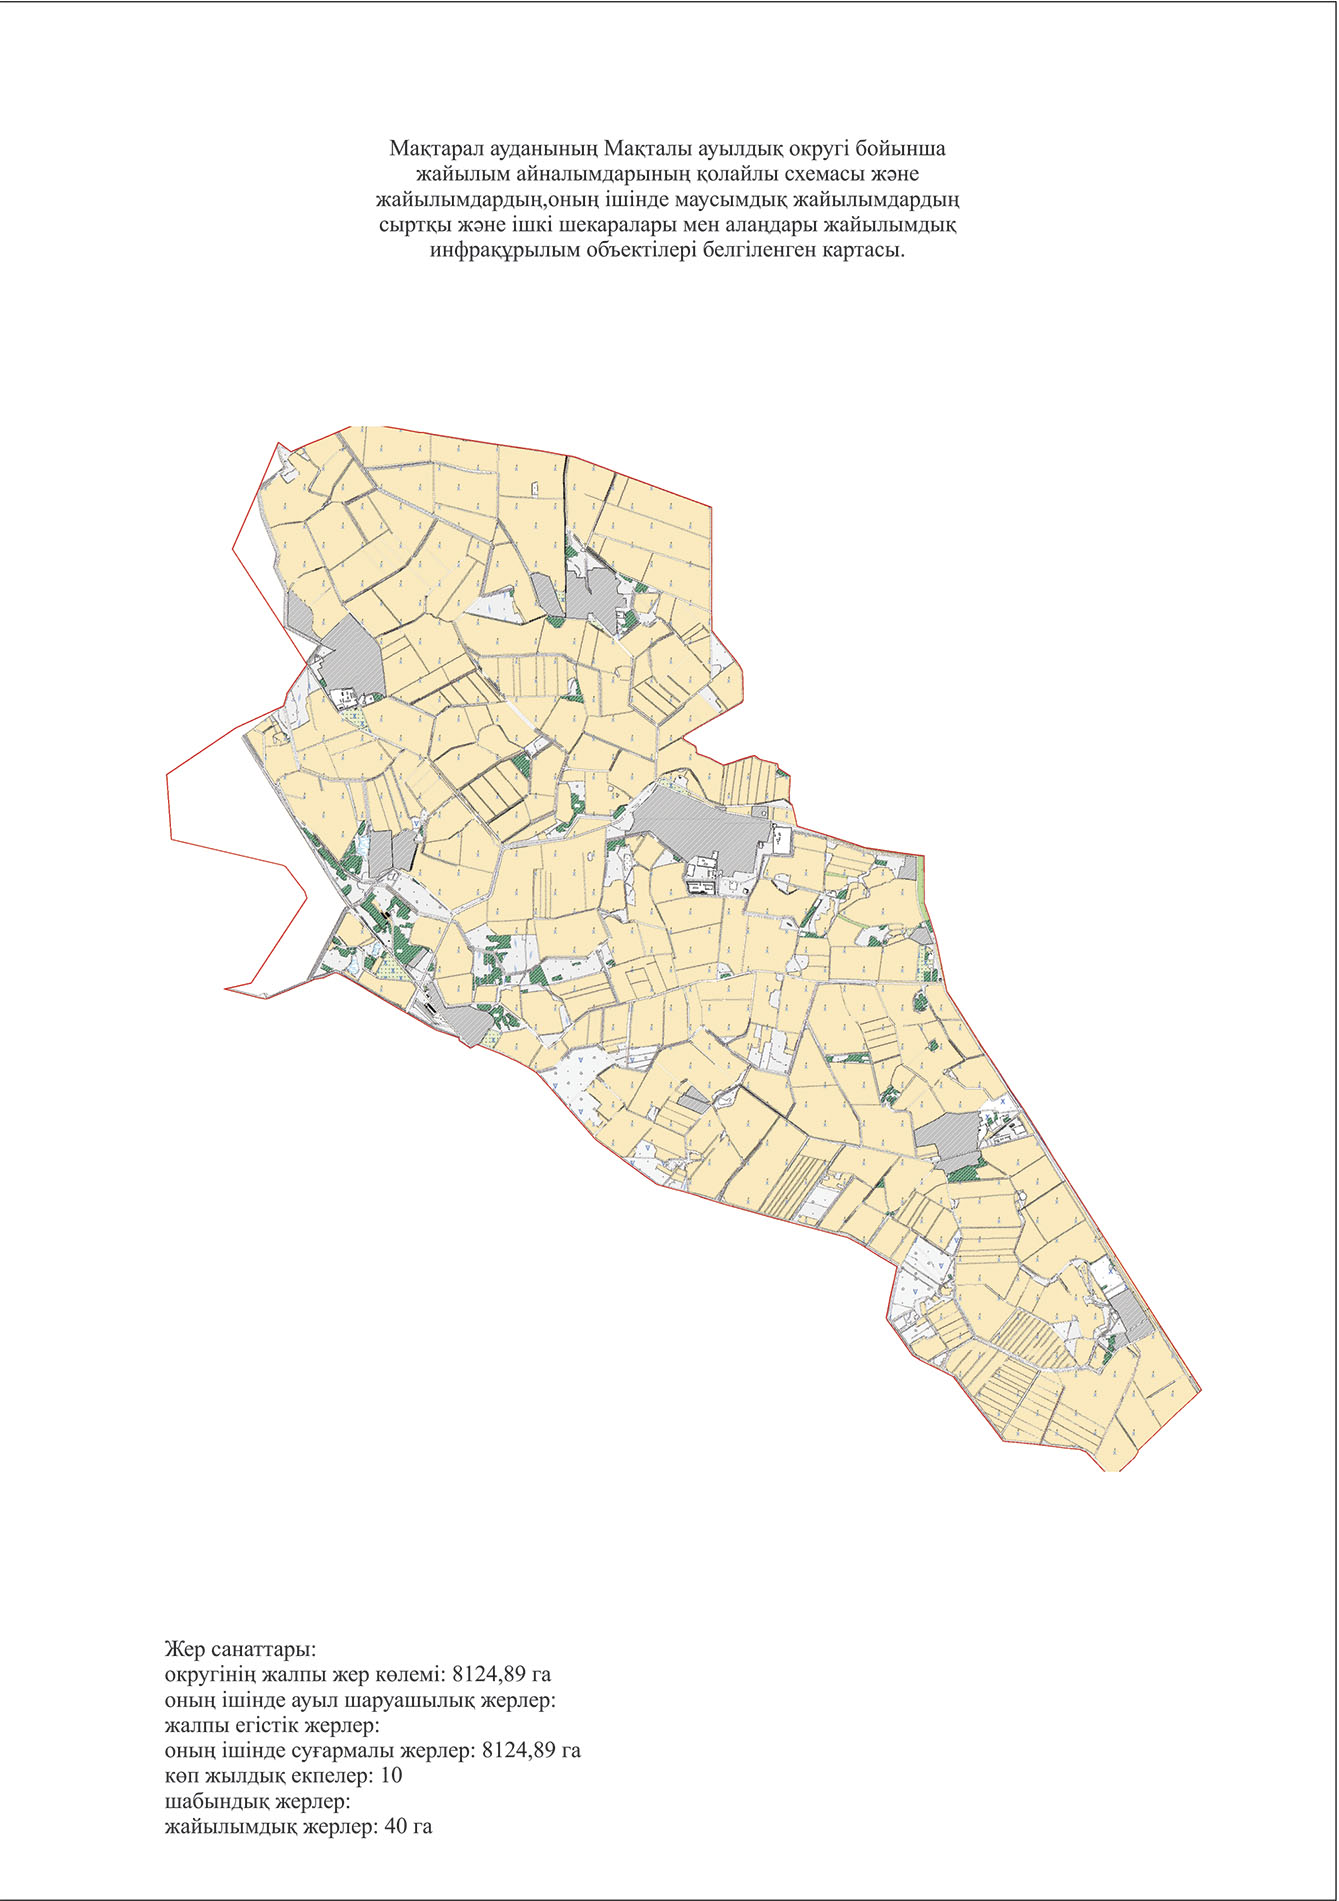 Мақтарал ауданының Мақталы ауылдық округі бойынша
жайылым айналымдарының қолайлы схемасы және
жайылымдардың,оның ішінде маусымдық жайылымдардың
сыртқы және ішкі шекаралары мен алаңдары жайылымдық
инфрақұрылым объектілері белгіленген картасы.
Жер санаттары:
округінің жалпы жер көлемі: 8124,89 га
оның ішінде ауыл шаруашылық жерлер:
жалпы егістік жерлер:
оның ішінде суғармалы жерлер: 8124,89 га
көп жылдық екпелер: 10
шабындық жерлер:
жайылымдық жерлер: 40 га